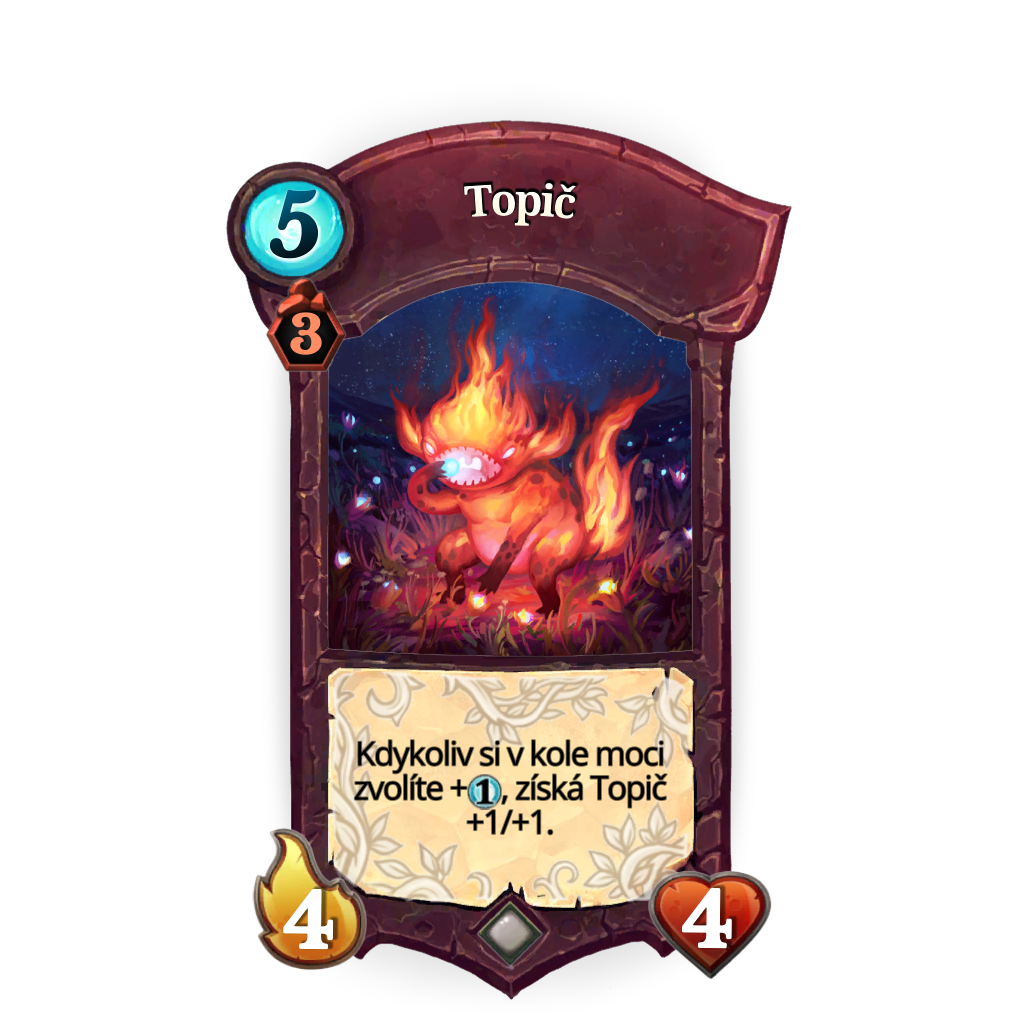 Topič
5
3
Kdykoliv si v kole moci
zvolíte +1, získá Topič
+1/+1.
4
4